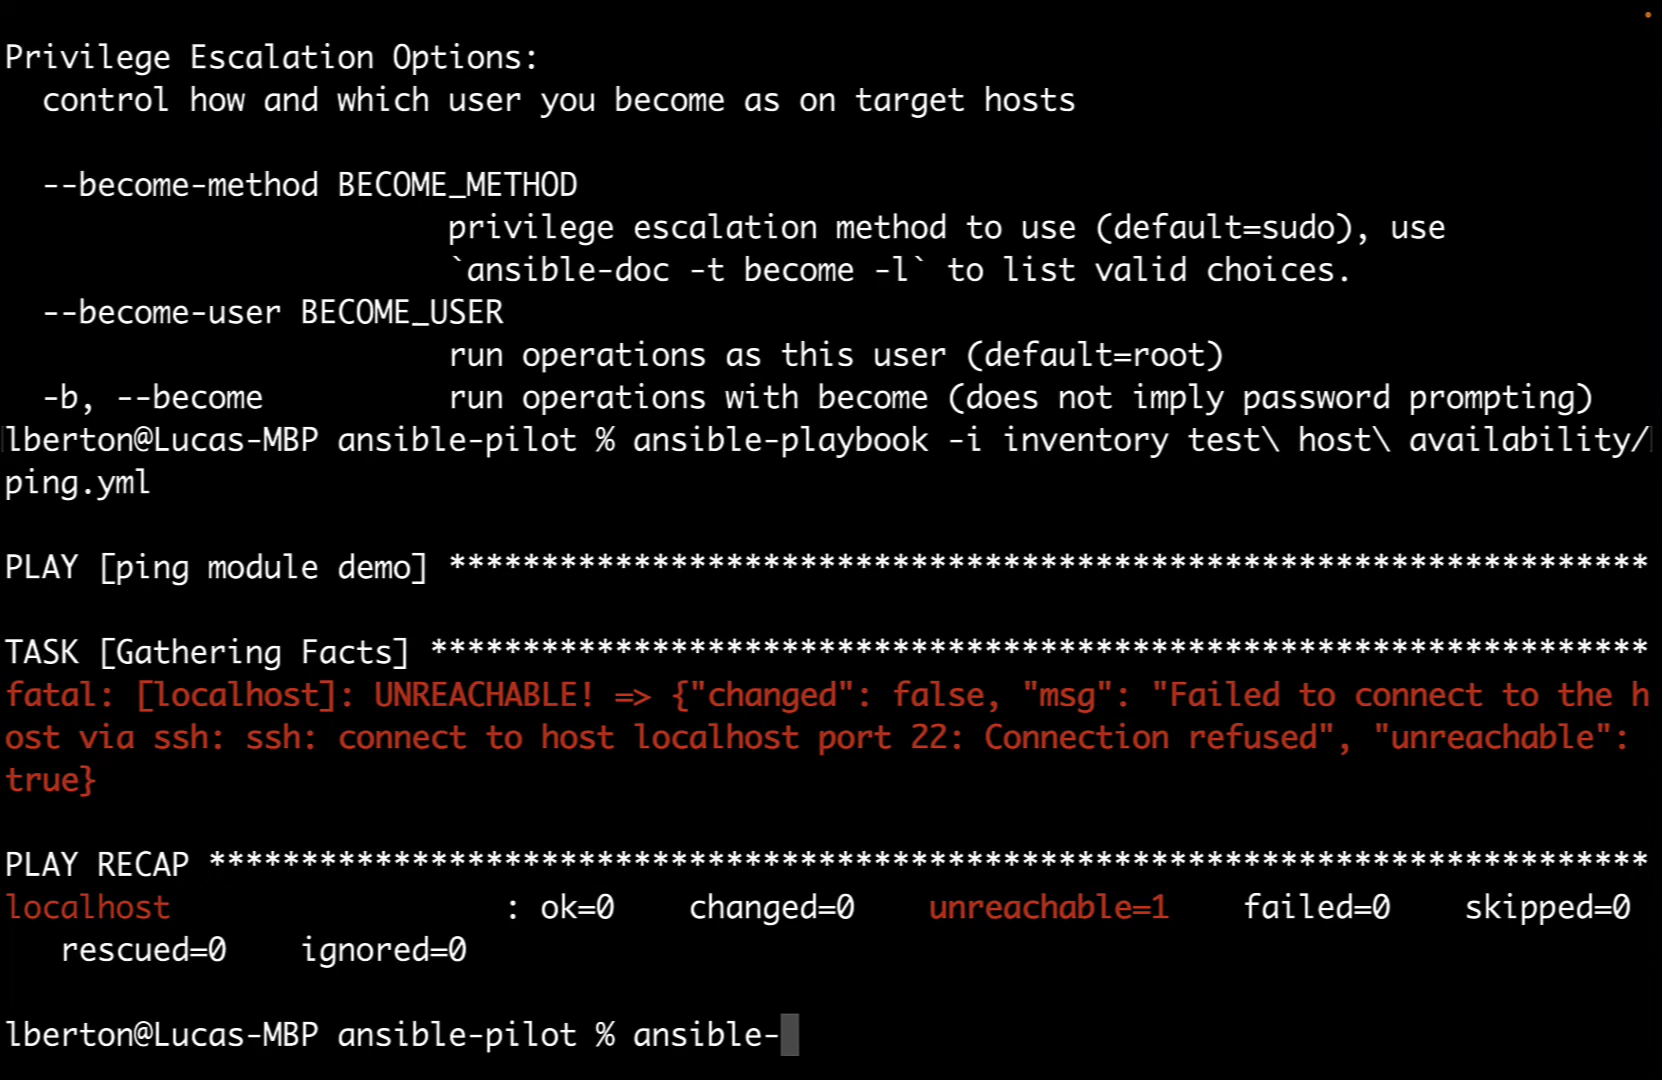 Privilege Escalation Options:
  control how and which user you become as on target hosts

  --become-method BECOME_METHOD
                        privilege escalation method to use (default=sudo), use
                        `ansible-doc -t become -l` to list valid choices.
  --become-user BECOME_USER
                        run operations as this user (default=root)
  -b, --become          run operations with become (does not imply password prompting)
lberton@Lucas-MBP ansible-pilot % ansible-playbook -i inventory test\ host\ availability/
ping.yml

PLAY [ping module demo] *****************************************************************

TASK [Gathering Facts] ******************************************************************
fatal: [localhost]: UNREACHABLE! => {"changed": false, "msg": "Failed to connect to the h
ost via ssh: ssh: connect to host localhost port 22: Connection refused", "unreachable":
true}

PLAY RECAP ******************************************************************************
localhost                  : ok=0    changed=0    unreachable=1    failed=0    skipped=0
   rescued=0    ignored=0

lberton@Lucas-MBP ansible-pilot % ansible-